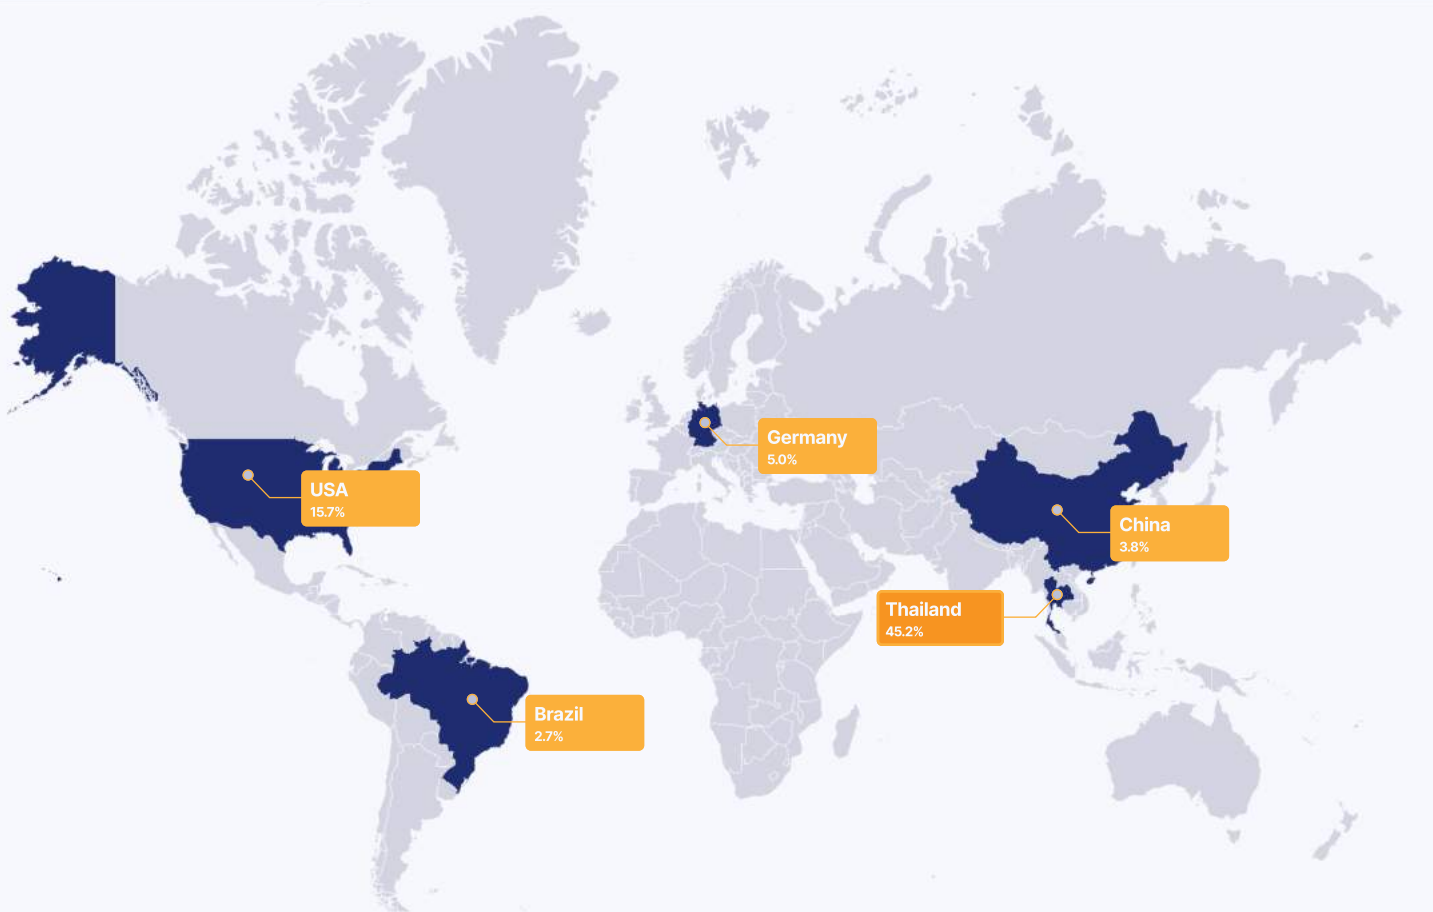 Germany
5.0%
USA
15.7%
China
3.8%
Thailand
45.2%
Brazil
2.7%